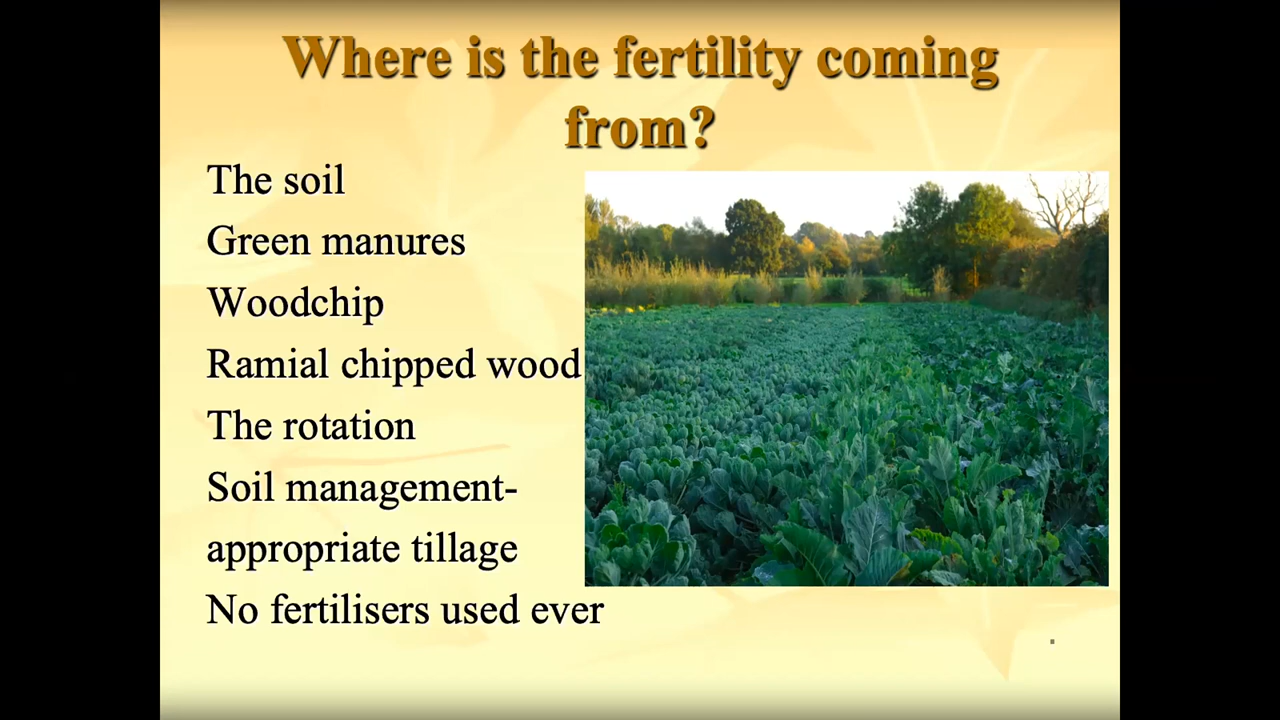 Where is the fertility coming
from?
The soil
Green manures
Woodchip
Ramial chipped wood
The rotation
Soil management-
appropriate tillage
No fertilisers used ever